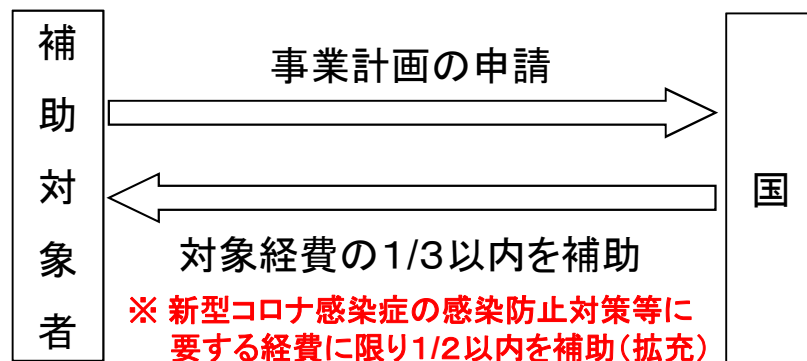 補助対象者
事業計画の申請
国
対象経費の1/3以内を補助
※ 新型コロナ感染症の感染防止対策等に
要する経費に限り1/2以内を補助(拡充)